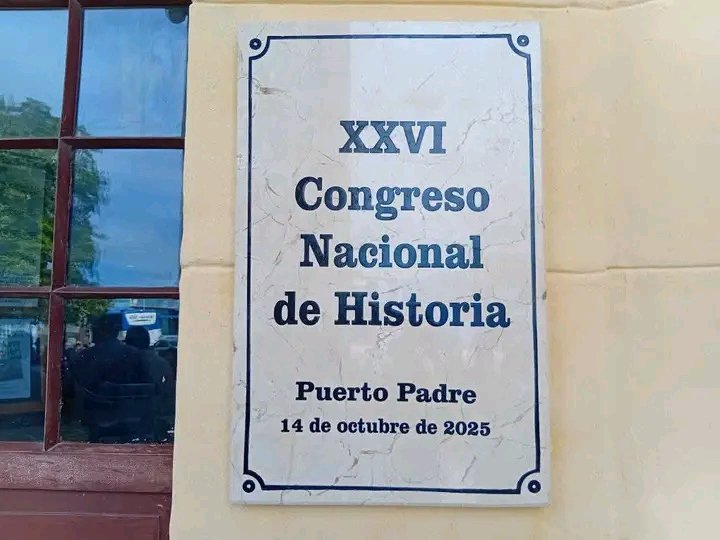 XXVI
Congreso
Nacional
de Historia
Puerto Padre
14 de octubre de 2025